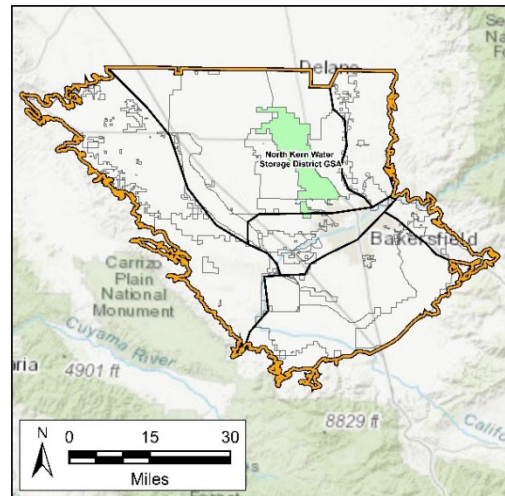 Delano
North Kern Water
Storage District GSA
Bakersfield
Carrizo
Plain
National
Monument
Cuyama River
4901 ft
8829 ft
N
0 15 30
Miles